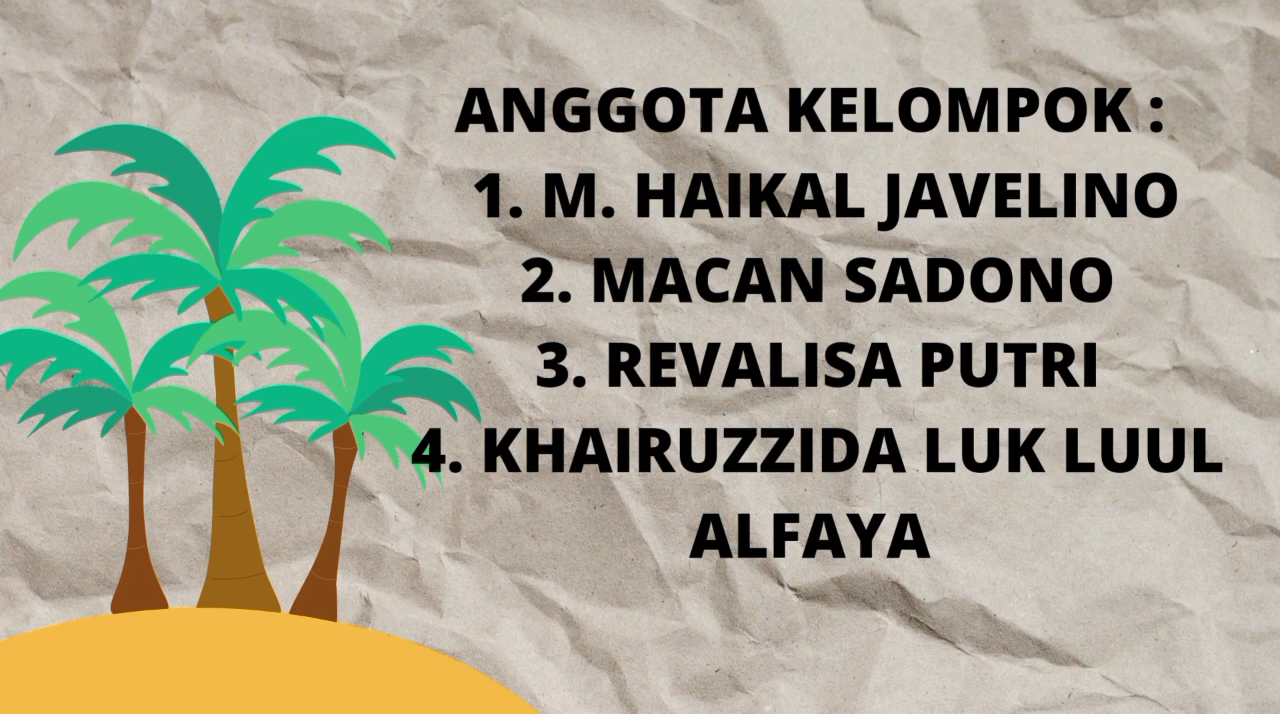 ANGGOTA KELOMPOK :
1. M. HAIKAL JAVELINO
2. MACAN SADONO
3. REVALISA PUTRI
4. KHAIRUZZIDA LUK LUUL
ALFAYA